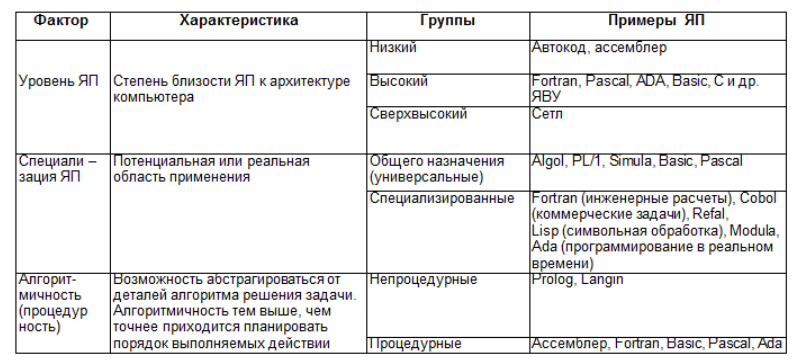 Фактор Характеристика Группы Примеры ЯП
Низкий Автокод, ассемблер
Уровень ЯП Степень близости ЯП к архитектуре Высокий Fortran, Pascal, ADA, Basic, C и др.
компьютера ЯВУ
Сверхвысокий Сетл
Специали – Потенциальная или реальная Общего назначения Algol, PL/1, Simula, Basic, Pascal
зация ЯП область применения (универсальные)
Специализированные Fortran (инженерные расчеты), Cobol
(коммерческие задачи), Refal,
Lisp (символьная обработка), Modula,
Ada (программирование в реальном
времени)
Алгорит- Возможность абстрагироваться от Непроцедурные Prolog, Langin
мичность деталей алгоритма решения задачи.
(процедур Алгоритмичность тем выше, чем
ность) точнее приходится планировать
порядок выполняемых действии Процедурные Ассемблер, Fortran, Basic, Pascal, Ada